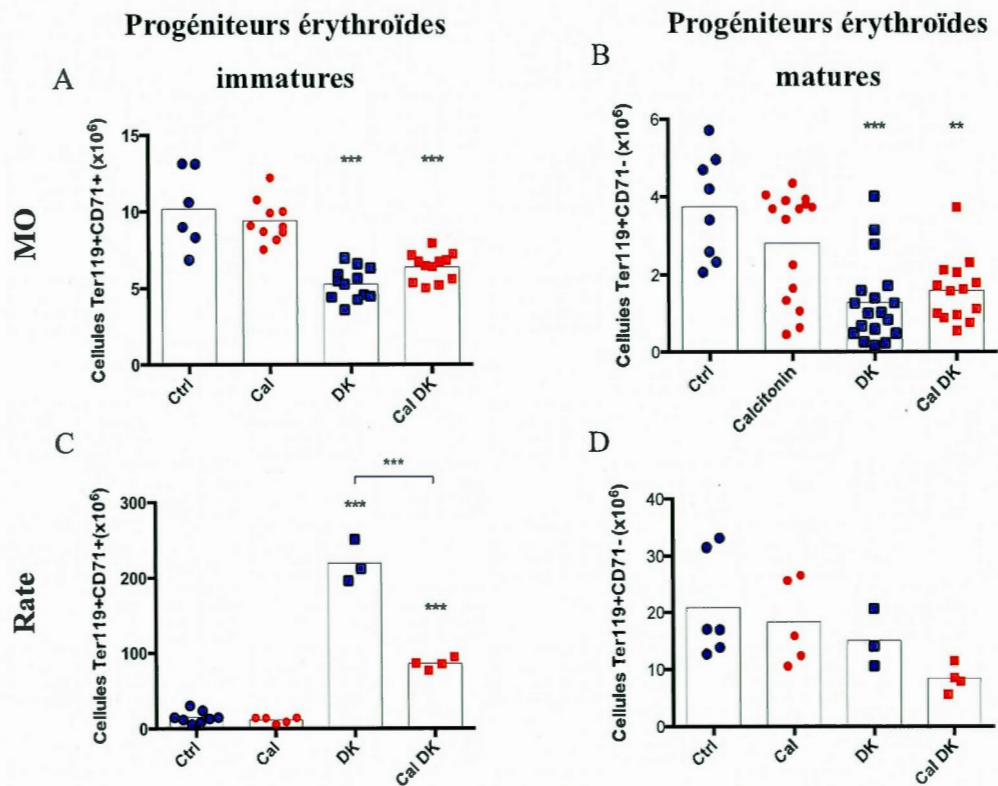 Progéniteurs érythroïdes
immatures
Progéniteurs érythroïdes
matures
MO
Rate
A
Cellules Ter119+CD71+ (x10⁶)
15
10
5
0
***
***
Ctrl
Cal
DK
Cal DK
B
Cellules Ter119+CD71- (x10⁶)
6
4
2
0
***
**
Ctrl
Calcitonin
DK
Cal DK
C
Cellules Ter119+CD71+(x10⁶)
300
200
100
0
***
***
***
Ctrl
Cal
DK
Cal DK
D
Cellules Ter119+CD71- (x10⁶)
40
30
20
10
0
Ctrl
Cal
DK
Cal DK